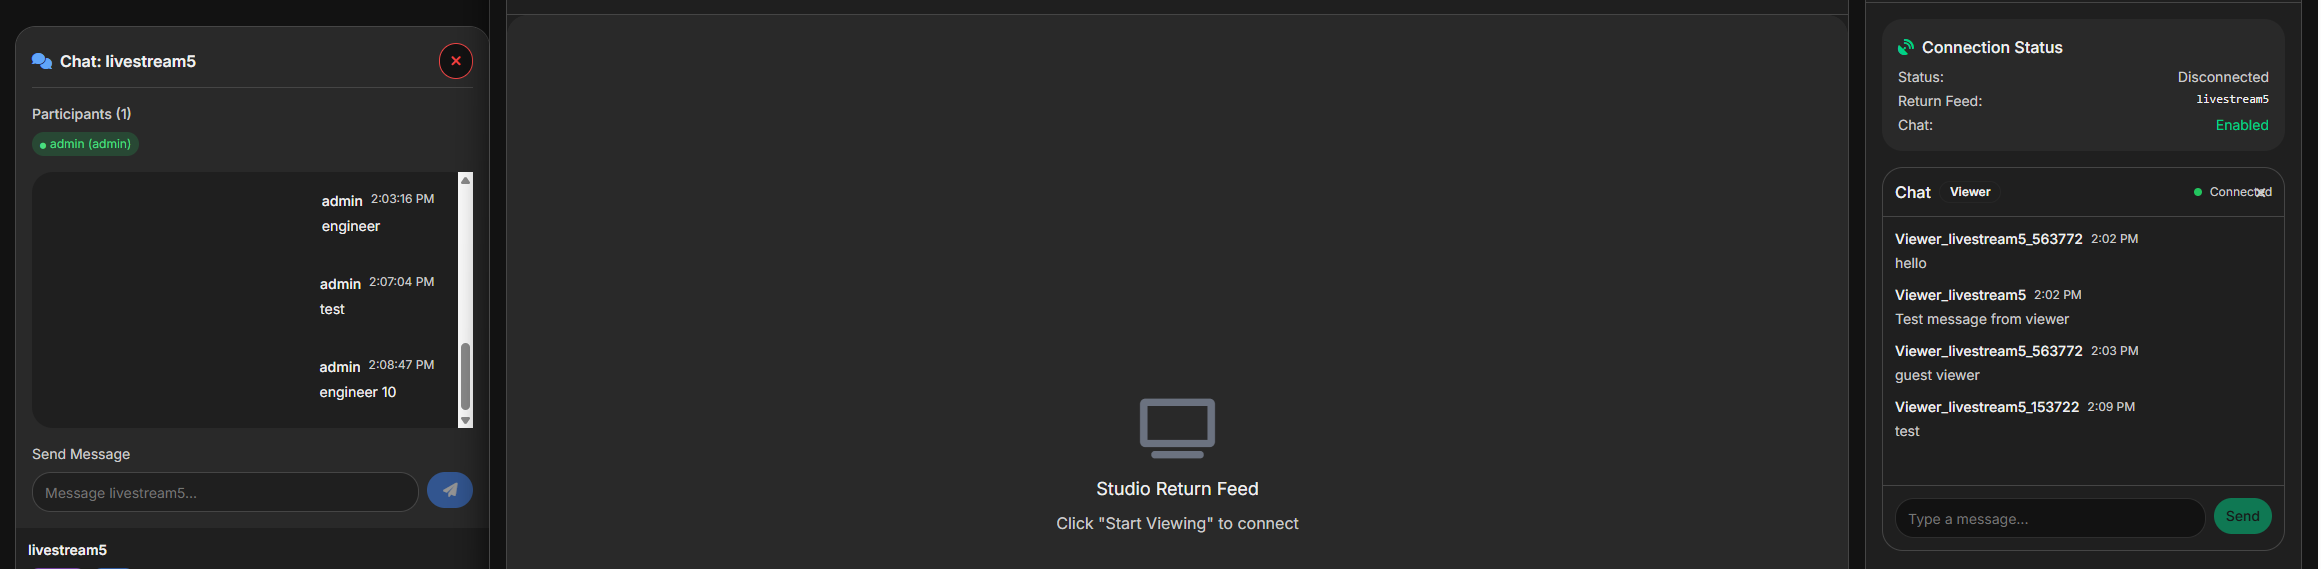 Chat: livestream5
Participants (1)
admin (admin)
admin 2:03:16 PM
engineer
admin 2:07:04 PM
test
admin 2:08:47 PM
engineer 10
Send Message
Message livestream5...
livestream5
Studio Return Feed
Click "Start Viewing" to connect
Connection Status
Status: Disconnected
Return Feed: livestream5
Chat: Enabled
Chat Viewer Connected
Viewer_livestream5_563772 2:02 PM
hello
Viewer_livestream5 2:02 PM
Test message from viewer
Viewer_livestream5_563772 2:03 PM
guest viewer
Viewer_livestream5_153722 2:09 PM
test
Type a message... Send